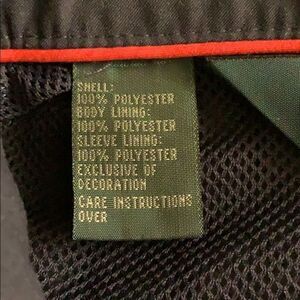 SHELL:
100% POLYESTER
BODY LINING:
100% POLYESTER
SLEEVE LINING:
100% POLYESTER
EXCLUSIVE OF
DECORATION
CARE INSTRUCTIONS
OVER